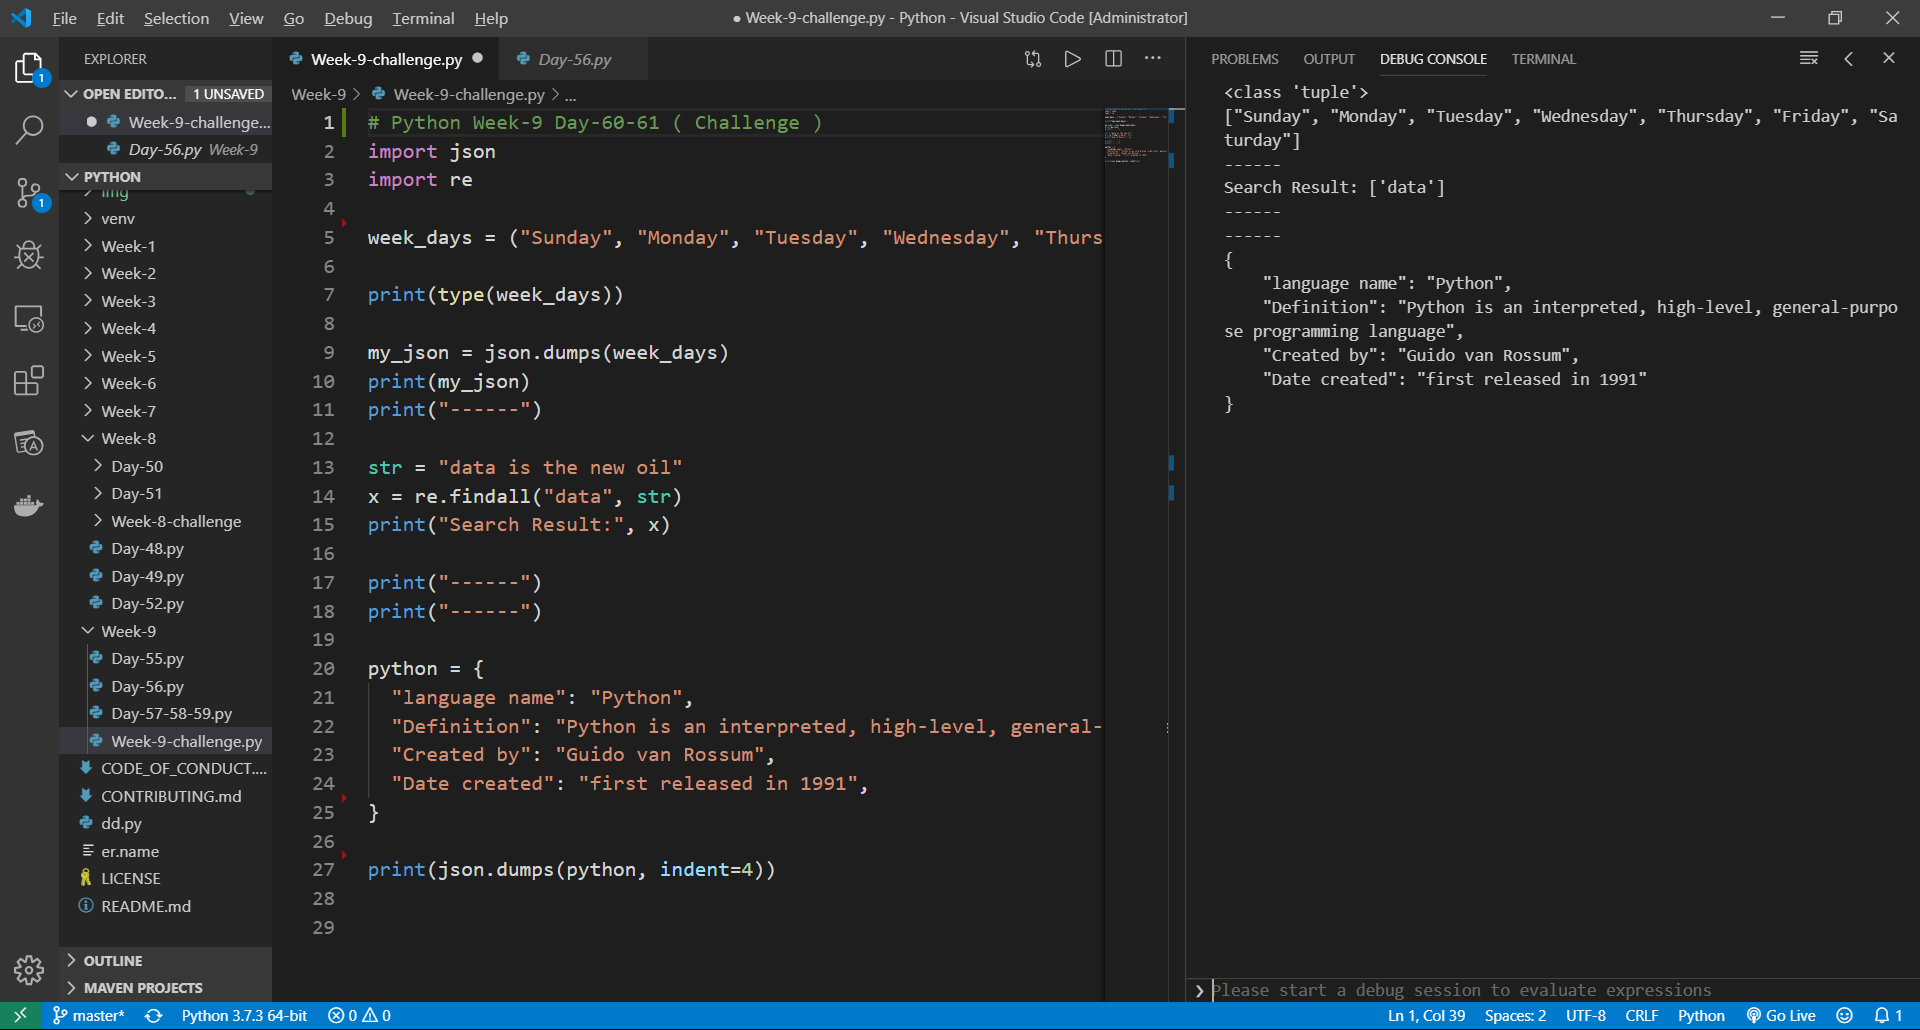 File Edit Selection View Go Debug Terminal Help
● Week-9-challenge.py - Python - Visual Studio Code [Administrator]
EXPLORER
OPEN EDITO... 1 UNSAVED
Week-9-challenge...
Day-56.py Week-9
PYTHON
img
venv
Week-1
Week-2
Week-3
Week-4
Week-5
Week-6
Week-7
Week-8
Day-50
Day-51
Week-8-challenge
Day-48.py
Day-49.py
Day-52.py
Week-9
Day-55.py
Day-56.py
Day-57-58-59.py
Week-9-challenge.py
CODE_OF_CONDUCT....
CONTRIBUTING.md
dd.py
er.name
LICENSE
README.md
OUTLINE
MAVEN PROJECTS
1
1
Week-9-challenge.py
Day-56.py
Week-9 > Week-9-challenge.py > ...
1 # Python Week-9 Day-60-61 ( Challenge )
2 import json
3 import re
4
5 week_days = ("Sunday", "Monday", "Tuesday", "Wednesday", "Thurs
6
7 print(type(week_days))
8
9 my_json = json.dumps(week_days)
10 print(my_json)
11 print("------")
12
13 str = "data is the new oil"
14 x = re.findall("data", str)
15 print("Search Result:", x)
16
17 print("------")
18 print("------")
19
20 python = {
21 "language name": "Python",
22 "Definition": "Python is an interpreted, high-level, general-
23 "Created by": "Guido van Rossum",
24 "Date created": "first released in 1991",
25 }
26
27 print(json.dumps(python, indent=4))
28
29
PROBLEMS OUTPUT DEBUG CONSOLE TERMINAL
<class 'tuple'>
["Sunday", "Monday", "Tuesday", "Wednesday", "Thursday", "Friday", "Sa
turday"]
------
Search Result: ['data']
------
------
{
"language name": "Python",
"Definition": "Python is an interpreted, high-level, general-purpo
se programming language",
"Created by": "Guido van Rossum",
"Date created": "first released in 1991"
}
Please start a debug session to evaluate expressions
master* Python 3.7.3 64-bit 0 0
Ln 1, Col 39 Spaces: 2 UTF-8 CRLF Python Go Live 1